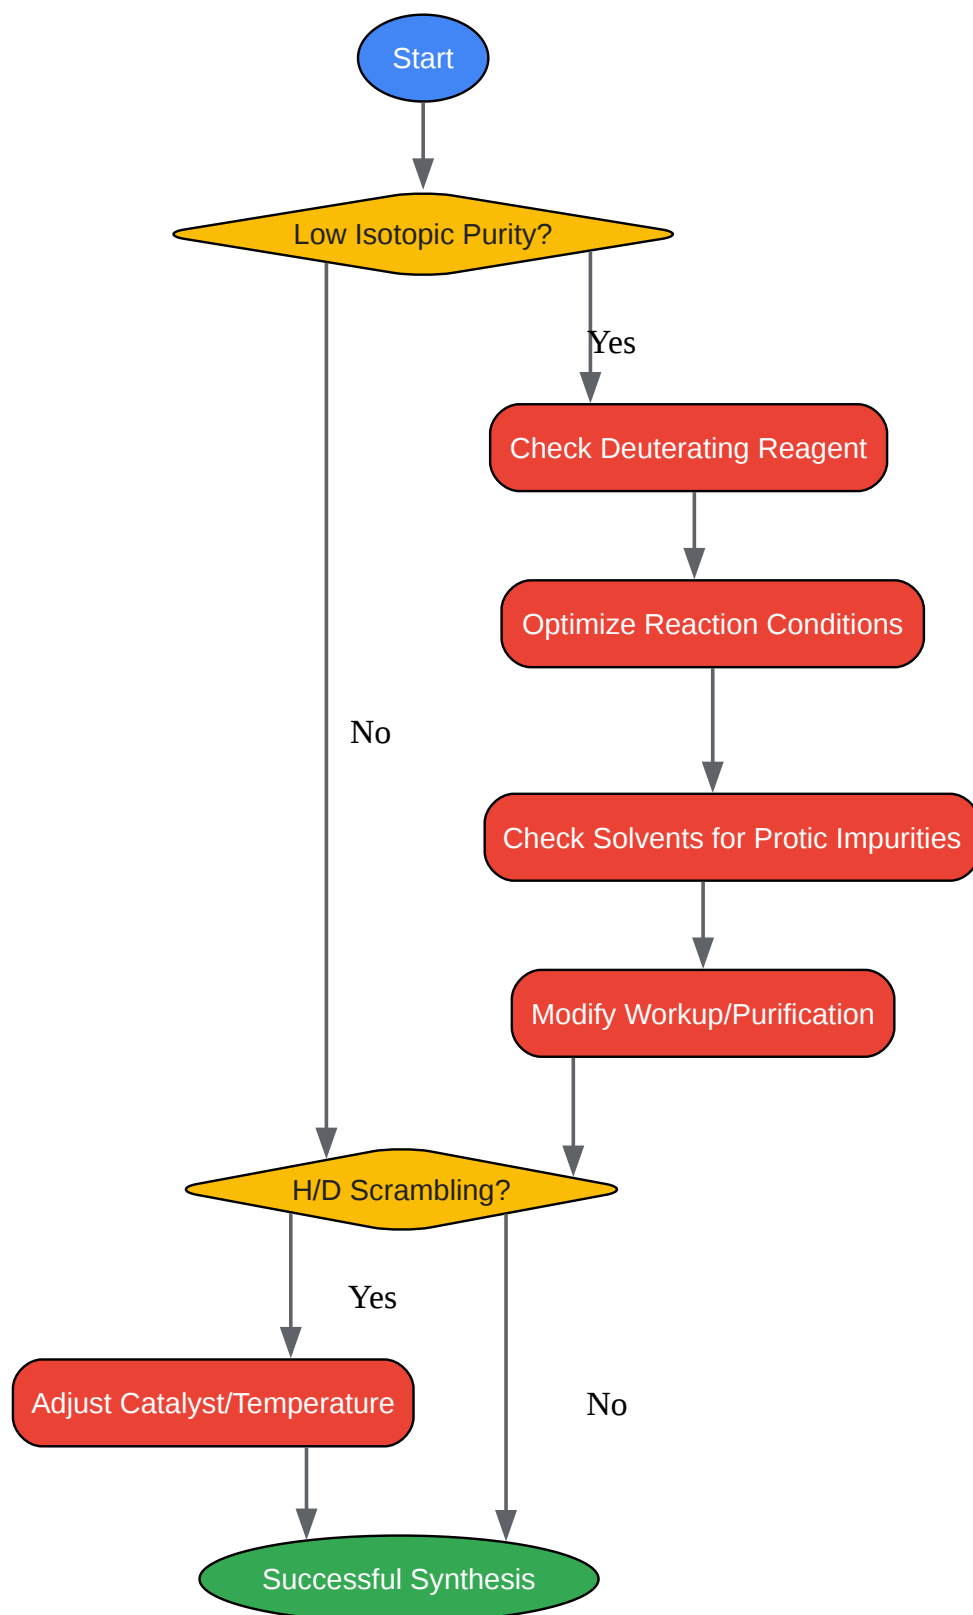 Start
Low Isotopic Purity?
Yes
Check Deuterating Reagent
Optimize Reaction Conditions
No
Check Solvents for Protic Impurities
Modify Workup/Purification
H/D Scrambling?
Yes
Adjust Catalyst/Temperature
No
Successful Synthesis